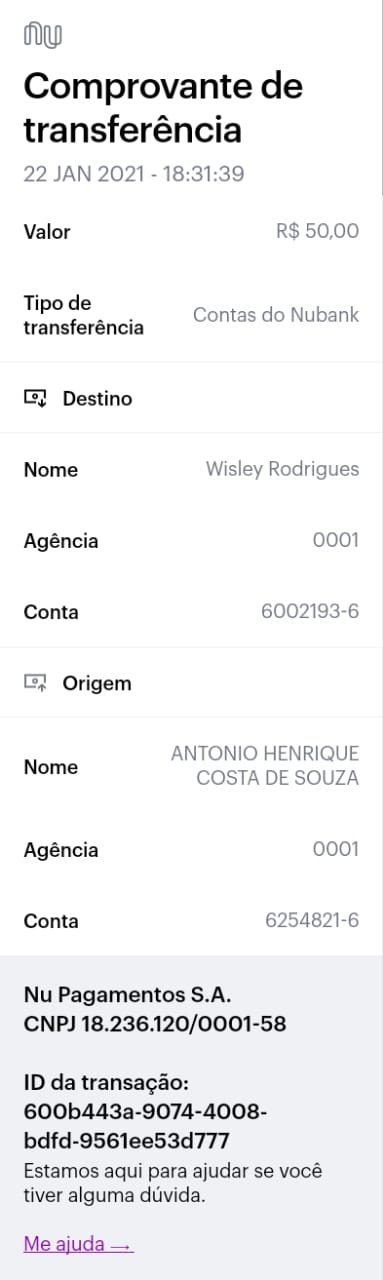 nu
Comprovante de
transferência
22 JAN 2021 - 18:31:39
Valor R$ 50,00
Tipo de
transferência Contas do Nubank
Destino
Nome Wisley Rodrigues
Agência 0001
Conta 6002193-6
Origem
Nome ANTONIO HENRIQUE
COSTA DE SOUZA
Agência 0001
Conta 6254821-6
Nu Pagamentos S.A.
CNPJ 18.236.120/0001-58
ID da transação:
600b443a-9074-4008-
bdfd-9561ee53d777
Estamos aqui para ajudar se você
tiver alguma dúvida.
Me ajuda →